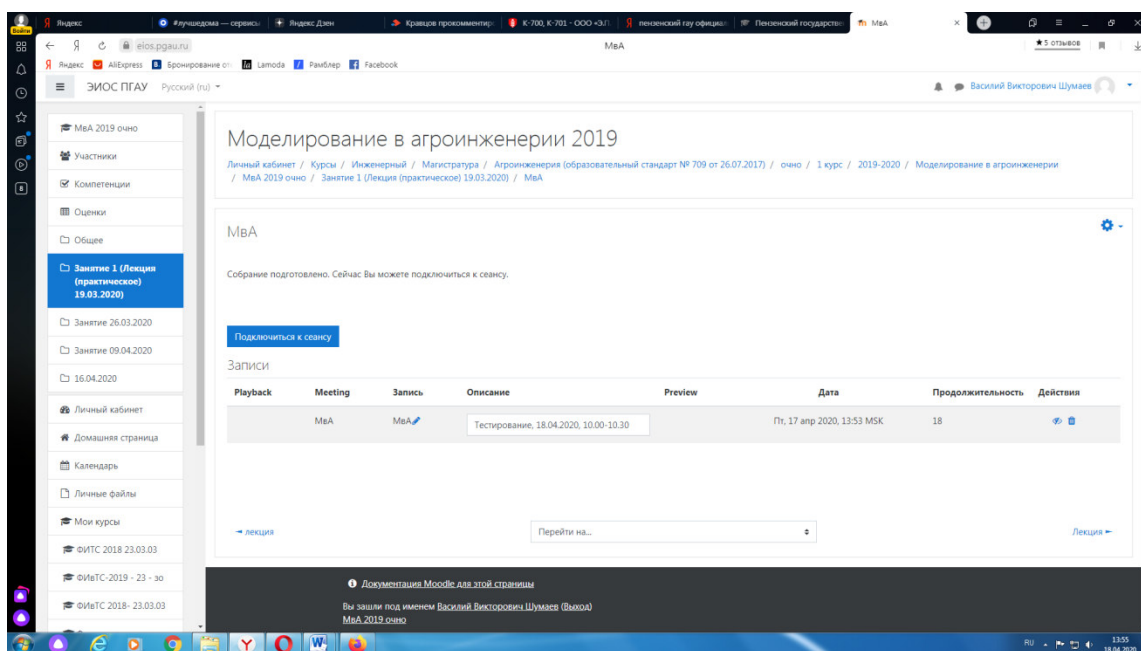 Войти
Яндекс
#лучшедома — сервисы
Яндекс Дзен
Кравцов прокомментир
К-700, К-701 - ООО «ЗЛ
пензенский гау официал
Пензенский государстве
МвА
eios.pgau.ru
МвА
★ 5 отзывов
Яндекс
AliExpress
Бронирование от
Lamoda
Рамблер
Facebook
ЭИОС ПГАУ
Русский (ru)
Василий Викторович Шумаев
МвА 2019 очно
Участники
Компетенции
Оценки
Общее
Занятие 1 (Лекция
(практическое)
19.03.2020)
Занятие 26.03.2020
Занятие 09.04.2020
16.04.2020
Личный кабинет
Домашняя страница
Календарь
Личные файлы
Мои курсы
ФИТС 2018 23.03.03
ФИвТС-2019 - 23 - зо
ФИвТС 2018- 23.03.03
Моделирование в агроинженерии 2019
Личный кабинет / Курсы / Инженерный / Магистратура / Агроинженерия (образовательный стандарт № 709 от 26.07.2017) / очно / 1 курс / 2019-2020 / Моделирование в агроинженерии
/ МвА 2019 очно / Занятие 1 (Лекция (практическое) 19.03.2020) / МвА
МвА
Собрание подготовлено. Сейчас Вы можете подключиться к сеансу.
Подключиться к сеансу
Записи
Playback Meeting Запись Описание Preview Дата Продолжительность Действия
МвА МвА Тестирование, 18.04.2020, 10.00-10.30 Пт, 17 апр 2020, 13:53 MSK 18
◄ лекция
Перейти на...
Лекция ►
Документация Moodle для этой страницы
Вы зашли под именем Василий Викторович Шумаев (Выход)
МвА 2019 очно
RU
13:55
18.04.2020